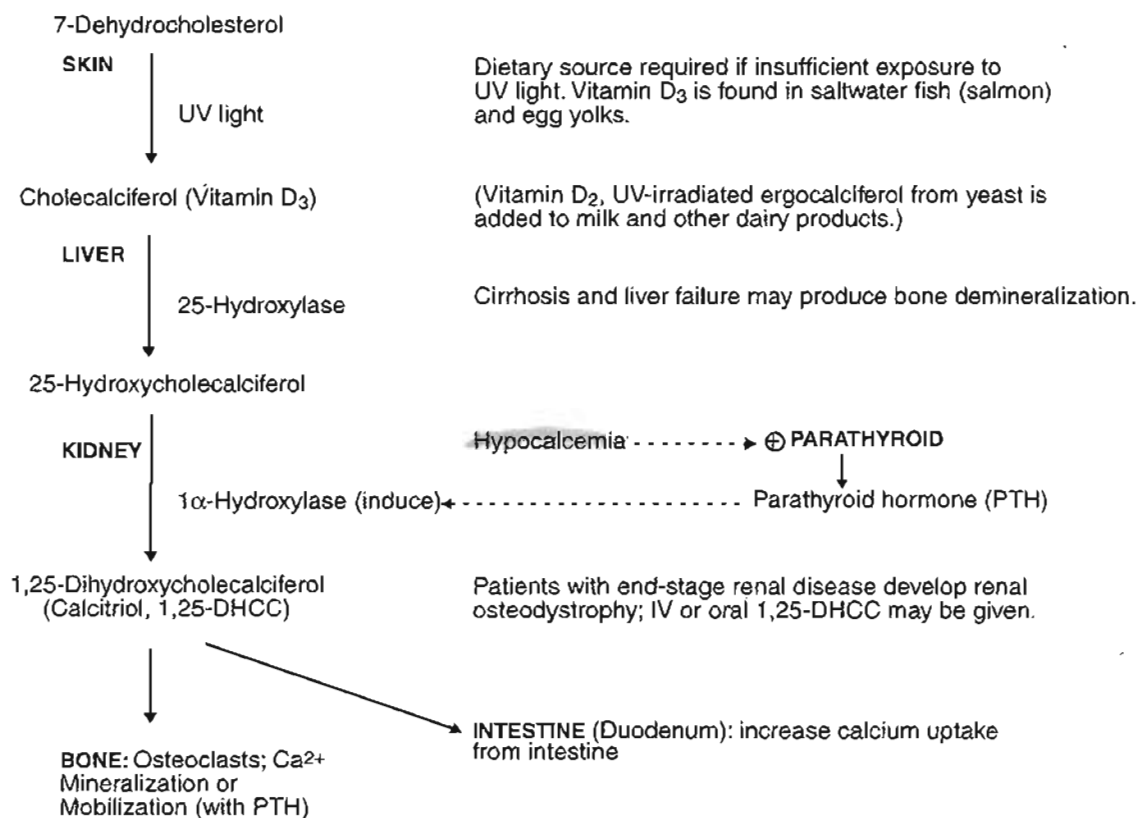 7-Dehydrocholesterol
SKIN
UV light
Dietary source required if insufficient exposure to
UV light. Vitamin D3 is found in saltwater fish (salmon)
and egg yolks.
Cholecalciferol (Vitamin D3)
(Vitamin D2, UV-irradiated ergocalciferol from yeast is
added to milk and other dairy products.)
LIVER
25-Hydroxylase
Cirrhosis and liver failure may produce bone demineralization.
25-Hydroxycholecalciferol
KIDNEY
Hypocalcemia
⊕ PARATHYROID
1α-Hydroxylase (induce)
Parathyroid hormone (PTH)
1,25-Dihydroxycholecalciferol
(Calcitriol, 1,25-DHCC)
Patients with end-stage renal disease develop renal
osteodystrophy; IV or oral 1,25-DHCC may be given.
INTESTINE (Duodenum): increase calcium uptake
from intestine
BONE: Osteoclasts; Ca2+
Mineralization or
Mobilization (with PTH)